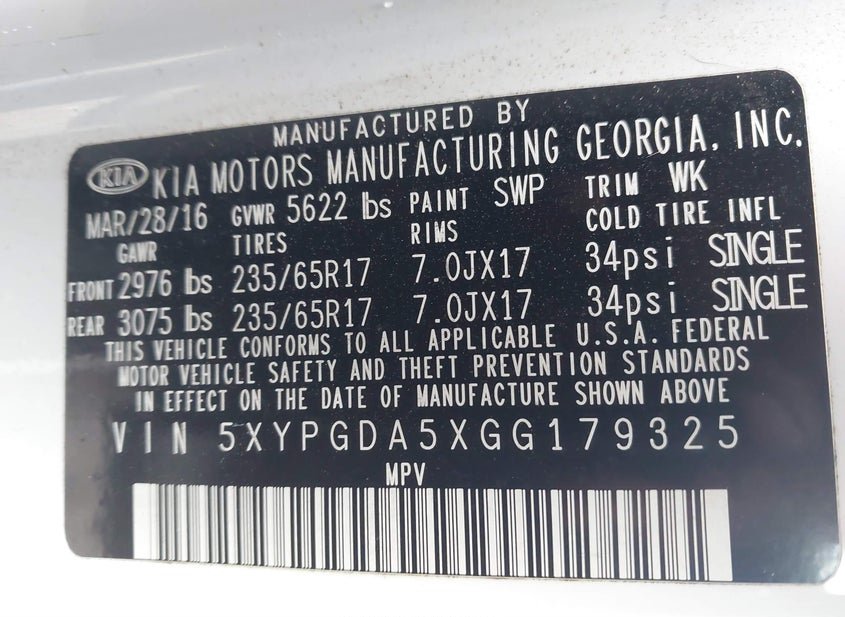 MANUFACTURED BY
KIA KIA MOTORS MANUFACTURING GEORGIA, INC.
MAR/28/16 GVWR 5622 lbs PAINT SWP TRIM WK
GAWR TIRES RIMS COLD TIRE INFL
FRONT 2976 lbs 235/65R17 7.0JX17 34psi SINGLE
REAR 3075 lbs 235/65R17 7.0JX17 34psi SINGLE
THIS VEHICLE CONFORMS TO ALL APPLICABLE U.S.A. FEDERAL
MOTOR VEHICLE SAFETY AND THEFT PREVENTION STANDARDS
IN EFFECT ON THE DATE OF MANUFACTURE SHOWN ABOVE
VIN 5XYPGDA5XGG179325
MPV